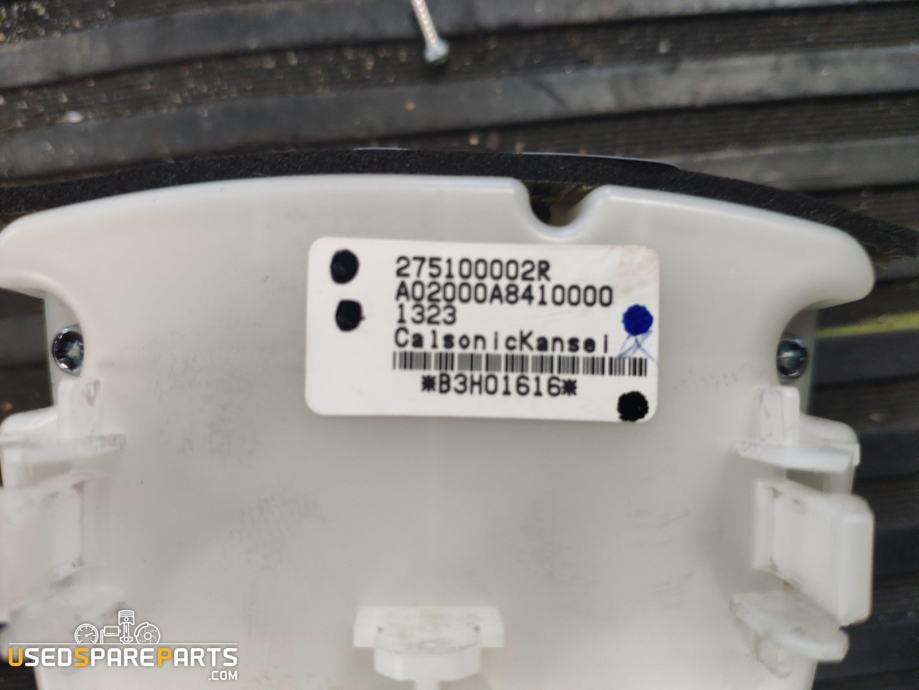 275100002R
A02000A8410000
1323
CalsonicKansei
*B3H01616*
USEDSPAREPARTS
.COM